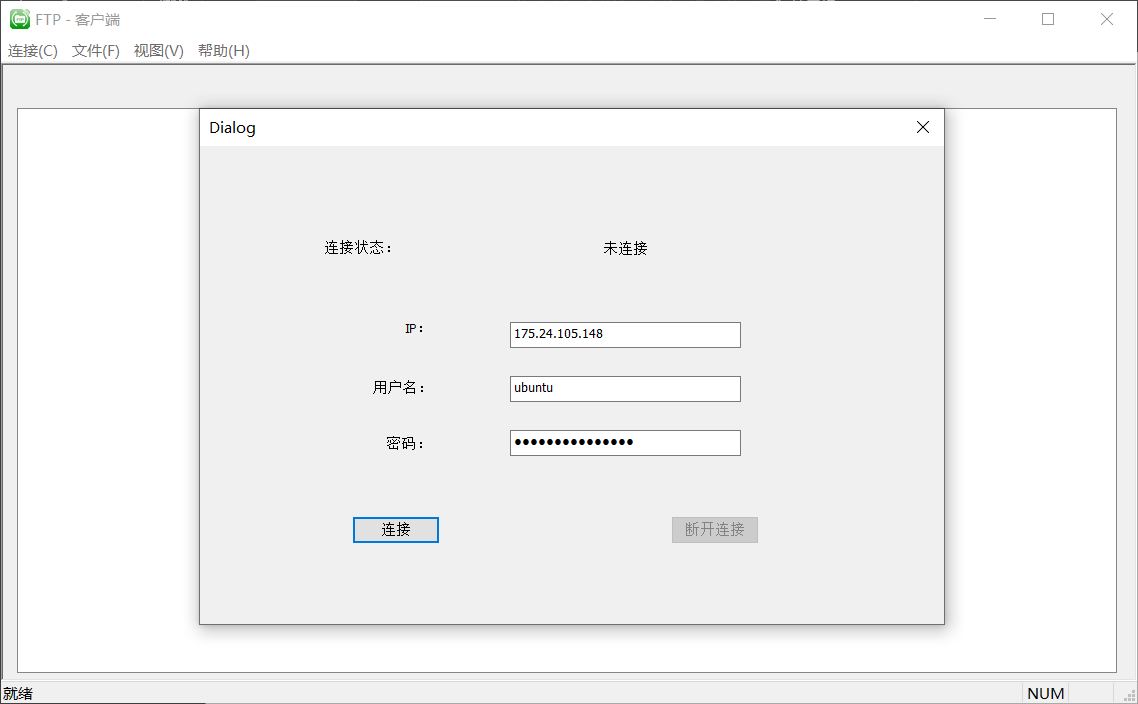 FTP - 客户端
连接(C) 文件(F) 视图(V) 帮助(H)
Dialog
连接状态： 未连接
IP： 175.24.105.148
用户名： ubuntu
密码： ●●●●●●●●●●●●●●●
连接 断开连接
就绪 NUM